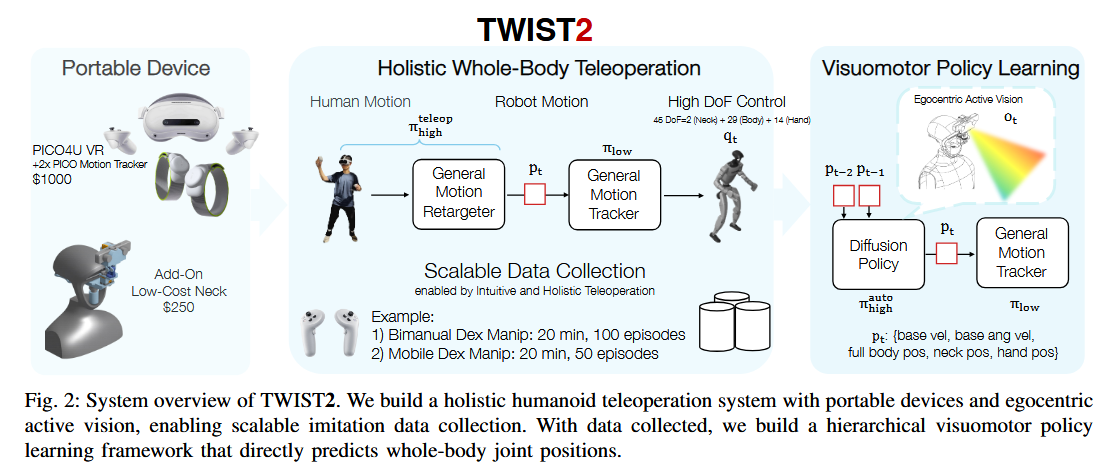 TWIST2
Portable Device
PICO4U VR
+2x PICO Motion Tracker
$1000
Add-On
Low-Cost Neck
$250
Holistic Whole-Body Teleoperation
Human Motion
Robot Motion
High DoF Control
45 DoF=2 (Neck) + 29 (Body) + 14 (Hand)
π_high^teleop
General
Motion
Retargeter
p_t
π_low
General
Motion
Tracker
q_t
Scalable Data Collection
enabled by Intuitive and Holistic Teleoperation
Example:
1) Bimanual Dex Manip: 20 min, 100 episodes
2) Mobile Dex Manip: 20 min, 50 episodes
Visuomotor Policy Learning
Egocentric Active Vision
o_t
p_t−2 p_t−1
Diffusion
Policy
π_high^auto
p_t
General
Motion
Tracker
π_low
p_t: {base vel, base ang vel,
full body pos, neck pos, hand pos}
Fig. 2: System overview of TWIST2. We build a holistic humanoid teleoperation system with portable devices and egocentric
active vision, enabling scalable imitation data collection. With data collected, we build a hierarchical visuomotor policy
learning framework that directly predicts whole-body joint positions.